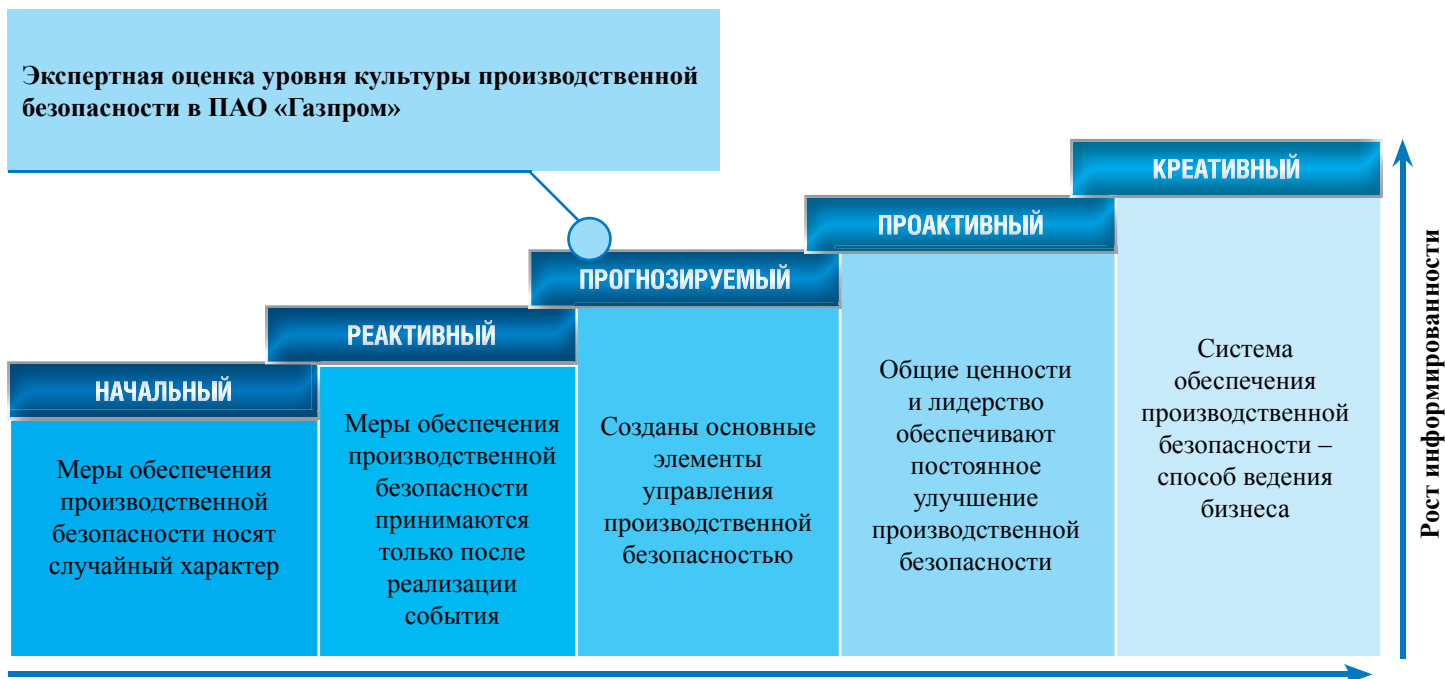 Экспертная оценка уровня культуры производственной
безопасности в ПАО «Газпром»
НАЧАЛЬНЫЙ
Меры обеспечения
производственной
безопасности носят
случайный характер
РЕАКТИВНЫЙ
Меры обеспечения
производственной
безопасности
принимаются
только после
реализации
события
ПРОГНОЗИРУЕМЫЙ
Созданы основные
элементы
управления
производственной
безопасностью
ПРОАКТИВНЫЙ
Общие ценности
и лидерство
обеспечивают
постоянное
улучшение
производственной
безопасности
КРЕАТИВНЫЙ
Система
обеспечения
производственной
безопасности –
способ ведения
бизнеса
Рост информированности